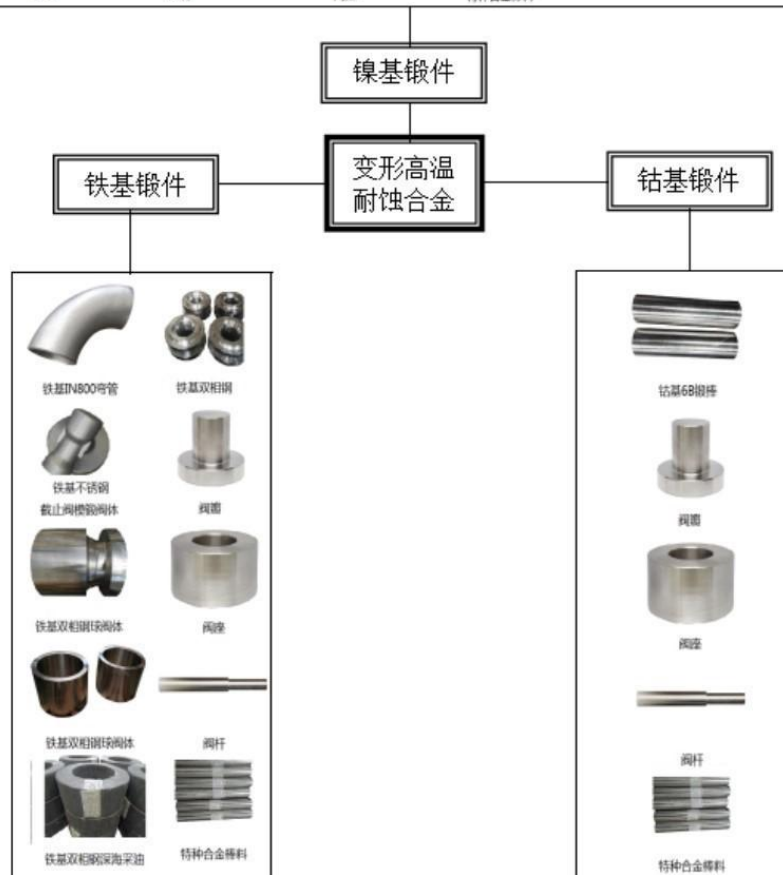 镍基锻件
变形高温
耐蚀合金
铁基锻件
钴基锻件
铁基IN800弯管
铁基双相钢
铁基不锈钢
截止阀模锻阀体
阀瓣
铁基双相钢球阀体
阀座
铁基双相钢球阀体
阀杆
铁基双相钢深海采油
特种合金棒料
钴基6B锻棒
阀瓣
阀座
阀杆
特种合金棒料